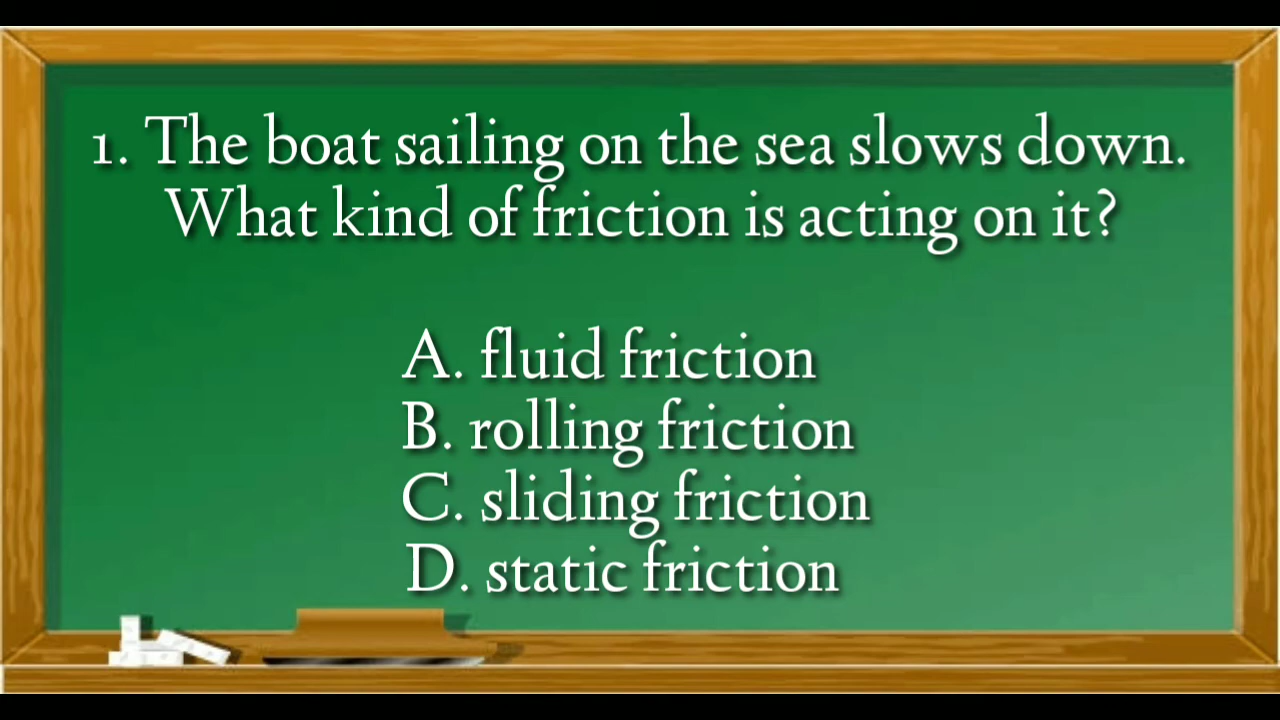 1. The boat sailing on the sea slows down.
What kind of friction is acting on it?
A. fluid friction
B. rolling friction
C. sliding friction
D. static friction